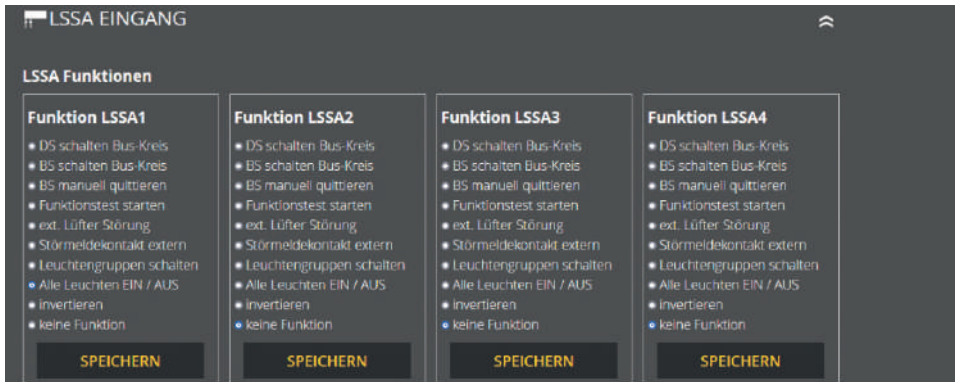 LSSA EINGANG
LSSA Funktionen
Funktion LSSA1
DS schalten Bus-Kreis
BS schalten Bus-Kreis
BS manuell quittieren
Funktionstest starten
ext. Lüfter Störung
Störmeldekontakt extern
Leuchtengruppen schalten
Alle Leuchten EIN / AUS
invertieren
keine Funktion
SPEICHERN
Funktion LSSA2
DS schalten Bus-Kreis
BS schalten Bus-Kreis
BS manuell quittieren
Funktionstest starten
ext. Lüfter Störung
Störmeldekontakt extern
Leuchtengruppen schalten
Alle Leuchten EIN / AUS
invertieren
keine Funktion
SPEICHERN
Funktion LSSA3
DS schalten Bus-Kreis
BS schalten Bus-Kreis
BS manuell quittieren
Funktionstest starten
ext. Lüfter Störung
Störmeldekontakt extern
Leuchtengruppen schalten
Alle Leuchten EIN / AUS
invertieren
keine Funktion
SPEICHERN
Funktion LSSA4
DS schalten Bus-Kreis
BS schalten Bus-Kreis
BS manuell quittieren
Funktionstest starten
ext. Lüfter Störung
Störmeldekontakt extern
Leuchtengruppen schalten
Alle Leuchten EIN / AUS
invertieren
keine Funktion
SPEICHERN